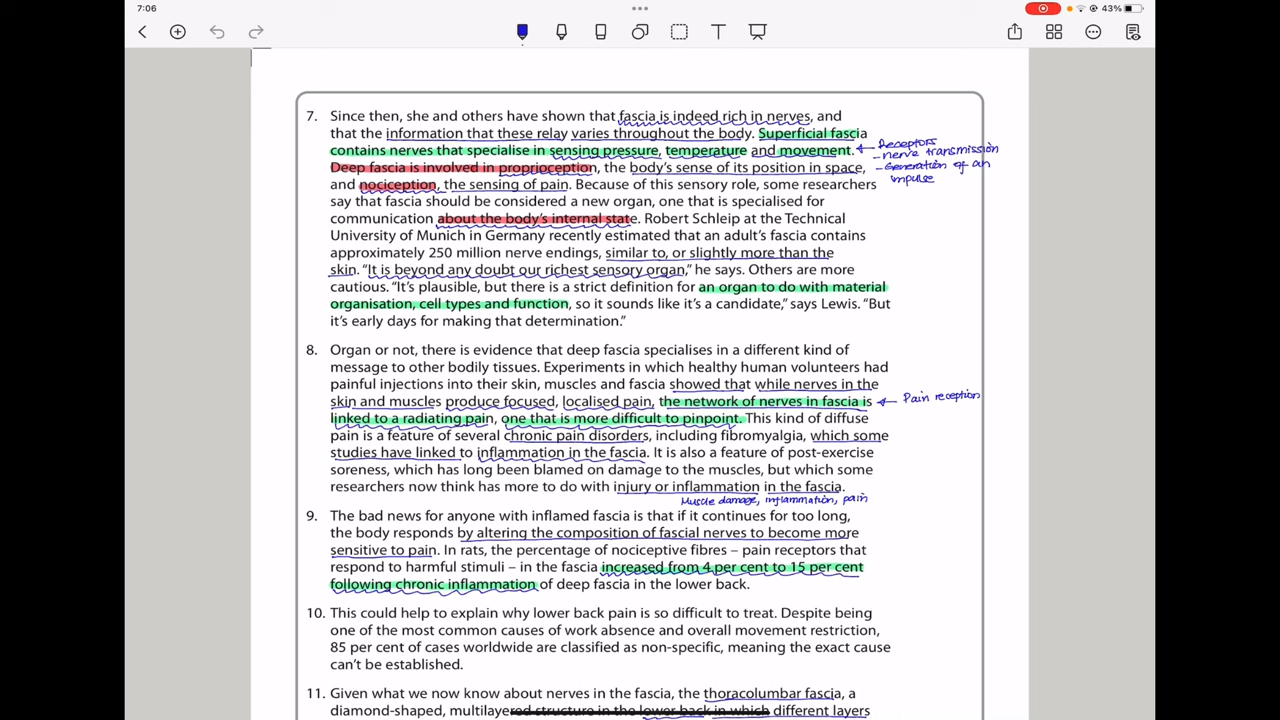 7:06
43%
7. Since then, she and others have shown that fascia is indeed rich in nerves, and
that the information that these relay varies throughout the body. Superficial fascia
contains nerves that specialise in sensing pressure, temperature and movement.
Receptors
- nerve transmission
- Generation of an
impulse
Deep fascia is involved in proprioception, the body's sense of its position in space,
and nociception, the sensing of pain. Because of this sensory role, some researchers
say that fascia should be considered a new organ, one that is specialised for
communication about the body's internal state. Robert Schleip at the Technical
University of Munich in Germany recently estimated that an adult's fascia contains
approximately 250 million nerve endings, similar to, or slightly more than the
skin. “It is beyond any doubt our richest sensory organ,” he says. Others are more
cautious. “It's plausible, but there is a strict definition for an organ to do with material
organisation, cell types and function, so it sounds like it's a candidate,” says Lewis. “But
it's early days for making that determination.”
8. Organ or not, there is evidence that deep fascia specialises in a different kind of
message to other bodily tissues. Experiments in which healthy human volunteers had
painful injections into their skin, muscles and fascia showed that while nerves in the
skin and muscles produce focused, localised pain, the network of nerves in fascia is
Pain reception
linked to a radiating pain, one that is more difficult to pinpoint. This kind of diffuse
pain is a feature of several chronic pain disorders, including fibromyalgia, which some
studies have linked to inflammation in the fascia. It is also a feature of post-exercise
soreness, which has long been blamed on damage to the muscles, but which some
researchers now think has more to do with injury or inflammation in the fascia.
Muscle damage, inflammation, pain
9. The bad news for anyone with inflamed fascia is that if it continues for too long,
the body responds by altering the composition of fascial nerves to become more
sensitive to pain. In rats, the percentage of nociceptive fibres – pain receptors that
respond to harmful stimuli – in the fascia increased from 4 per cent to 15 per cent
following chronic inflammation of deep fascia in the lower back.
10. This could help to explain why lower back pain is so difficult to treat. Despite being
one of the most common causes of work absence and overall movement restriction,
85 per cent of cases worldwide are classified as non-specific, meaning the exact cause
can't be established.
11. Given what we now know about nerves in the fascia, the thoracolumbar fascia, a
diamond-shaped, multilayered structure in the lower back in which different layers